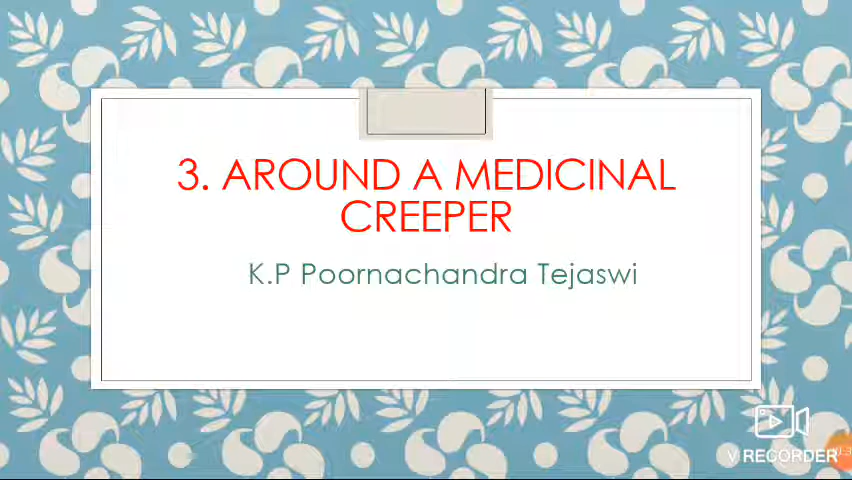 3. AROUND A MEDICINAL
CREEPER
K.P Poornachandra Tejaswi
V RECORDER